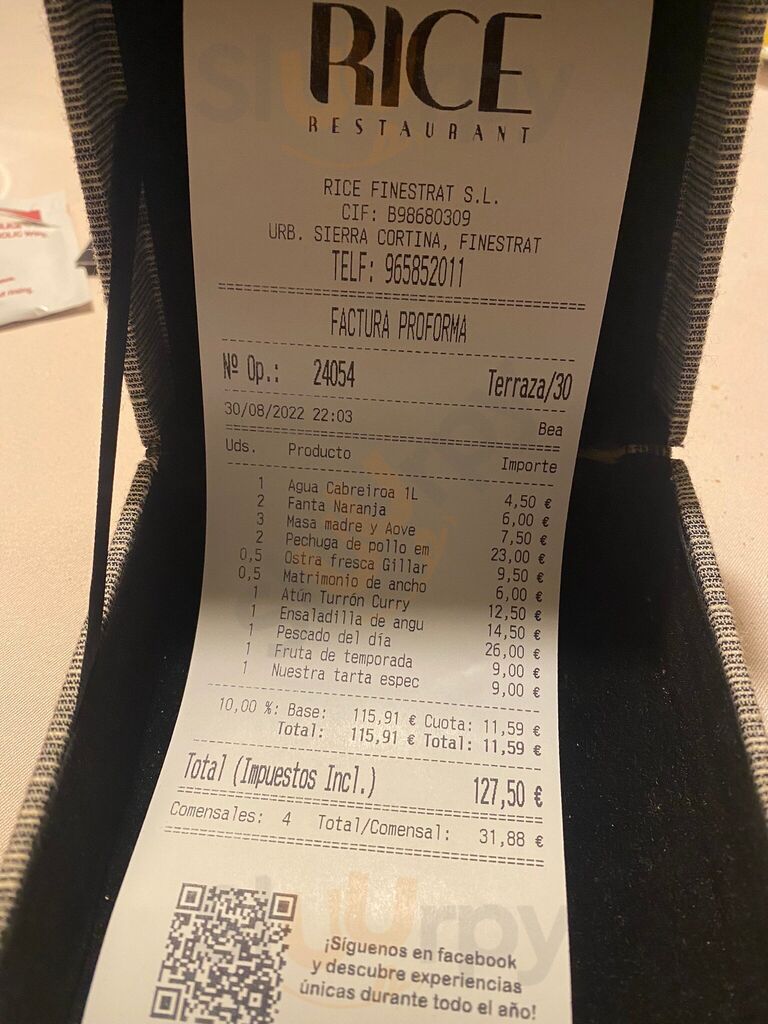 RICE
RESTAURANT
RICE FINESTRAT S.L.
CIF: B98680309
URB. SIERRA CORTINA, FINESTRAT
TELF: 965852011
FACTURA PROFORMA
Nº Op.: 24054 Terraza/30
30/08/2022 22:03 Bea
Uds. Producto Importe
1 Agua Cabreiroa 1L 4,50 €
2 Fanta Naranja 6,00 €
3 Masa madre y Aove 7,50 €
2 Pechuga de pollo em 23,00 €
0,5 Ostra fresca Gillar 9,50 €
0,5 Matrimonio de ancho 6,00 €
1 Atún Turrón Curry 12,50 €
1 Ensaladilla de angu 14,50 €
1 Pescado del día 26,00 €
1 Fruta de temporada 9,00 €
1 Nuestra tarta espec 9,00 €
10,00 %: Base: 115,91 € Cuota: 11,59 €
Total: 115,91 € Total: 11,59 €
Total (Impuestos Incl.) 127,50 €
Comensales: 4 Total/Comensal: 31,88 €
¡Síguenos en facebook
y descubre experiencias
únicas durante todo el año!